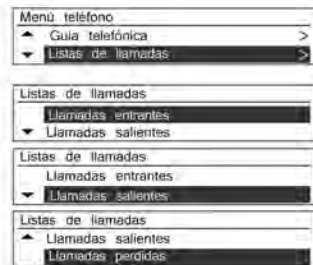 Menú teléfono
Guia telefónica >
Listas de llamadas >
Listas de llamadas
Llamadas entrantes
Llamadas salientes
Listas de llamadas
Llamadas entrantes
Llamadas salientes
Listas de llamadas
Llamadas salientes
Llamadas perdidas